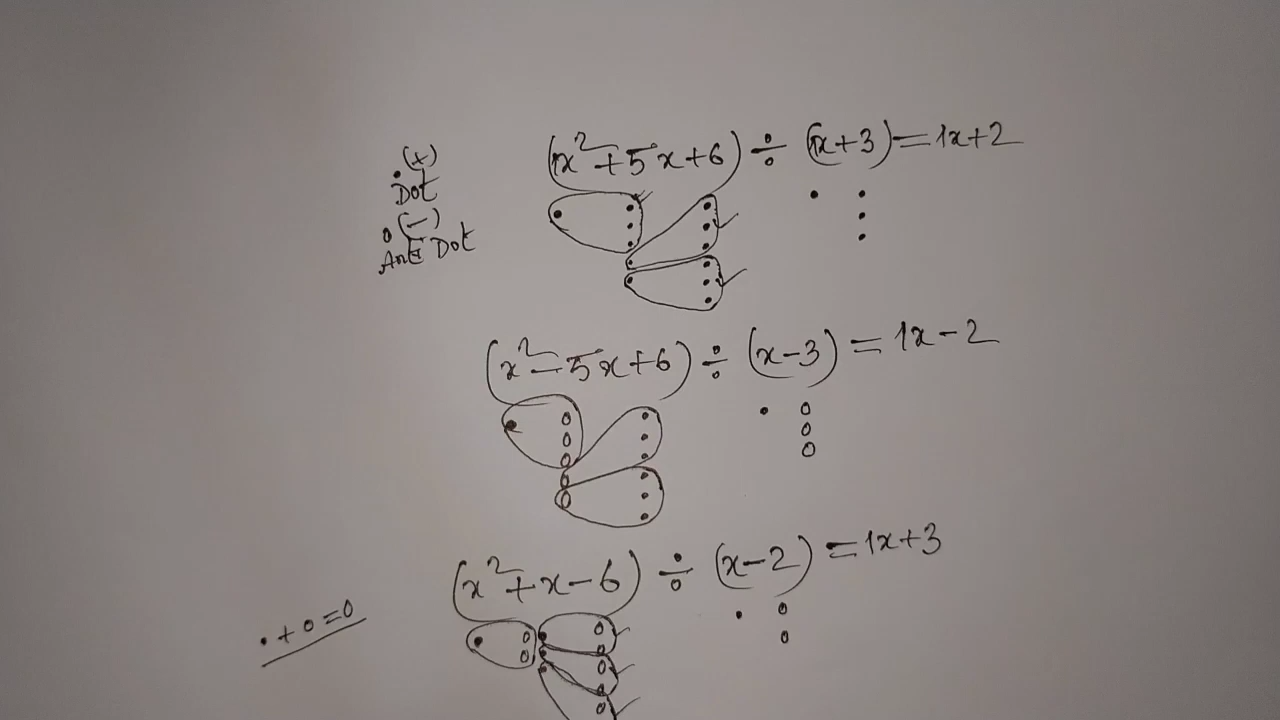 (x² + 5x + 6) ÷ (1x + 3) = 1x + 2
. (+)
Dot
o (−)
Anti Dot
(x² − 5x + 6) ÷ (x − 3) = 1x − 2
(x² + x − 6) ÷ (x − 2) = 1x + 3
. + o = 0